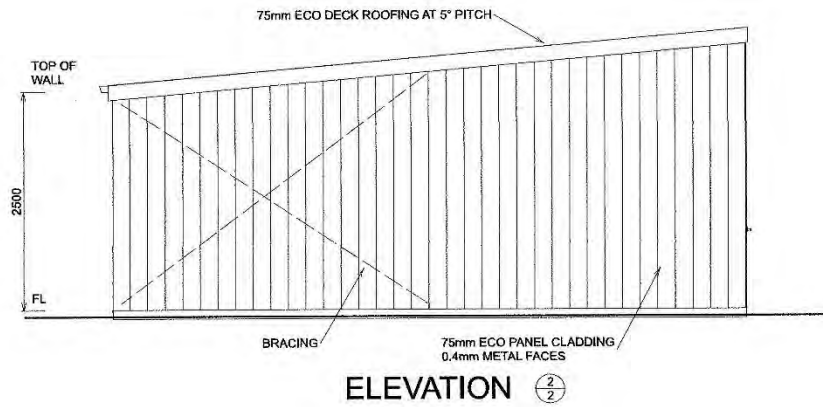 75mm ECO DECK ROOFING AT 5° PITCH
TOP OF
WALL
2500
FL
BRACING
75mm ECO PANEL CLADDING
0.4mm METAL FACES
ELEVATION
2
2